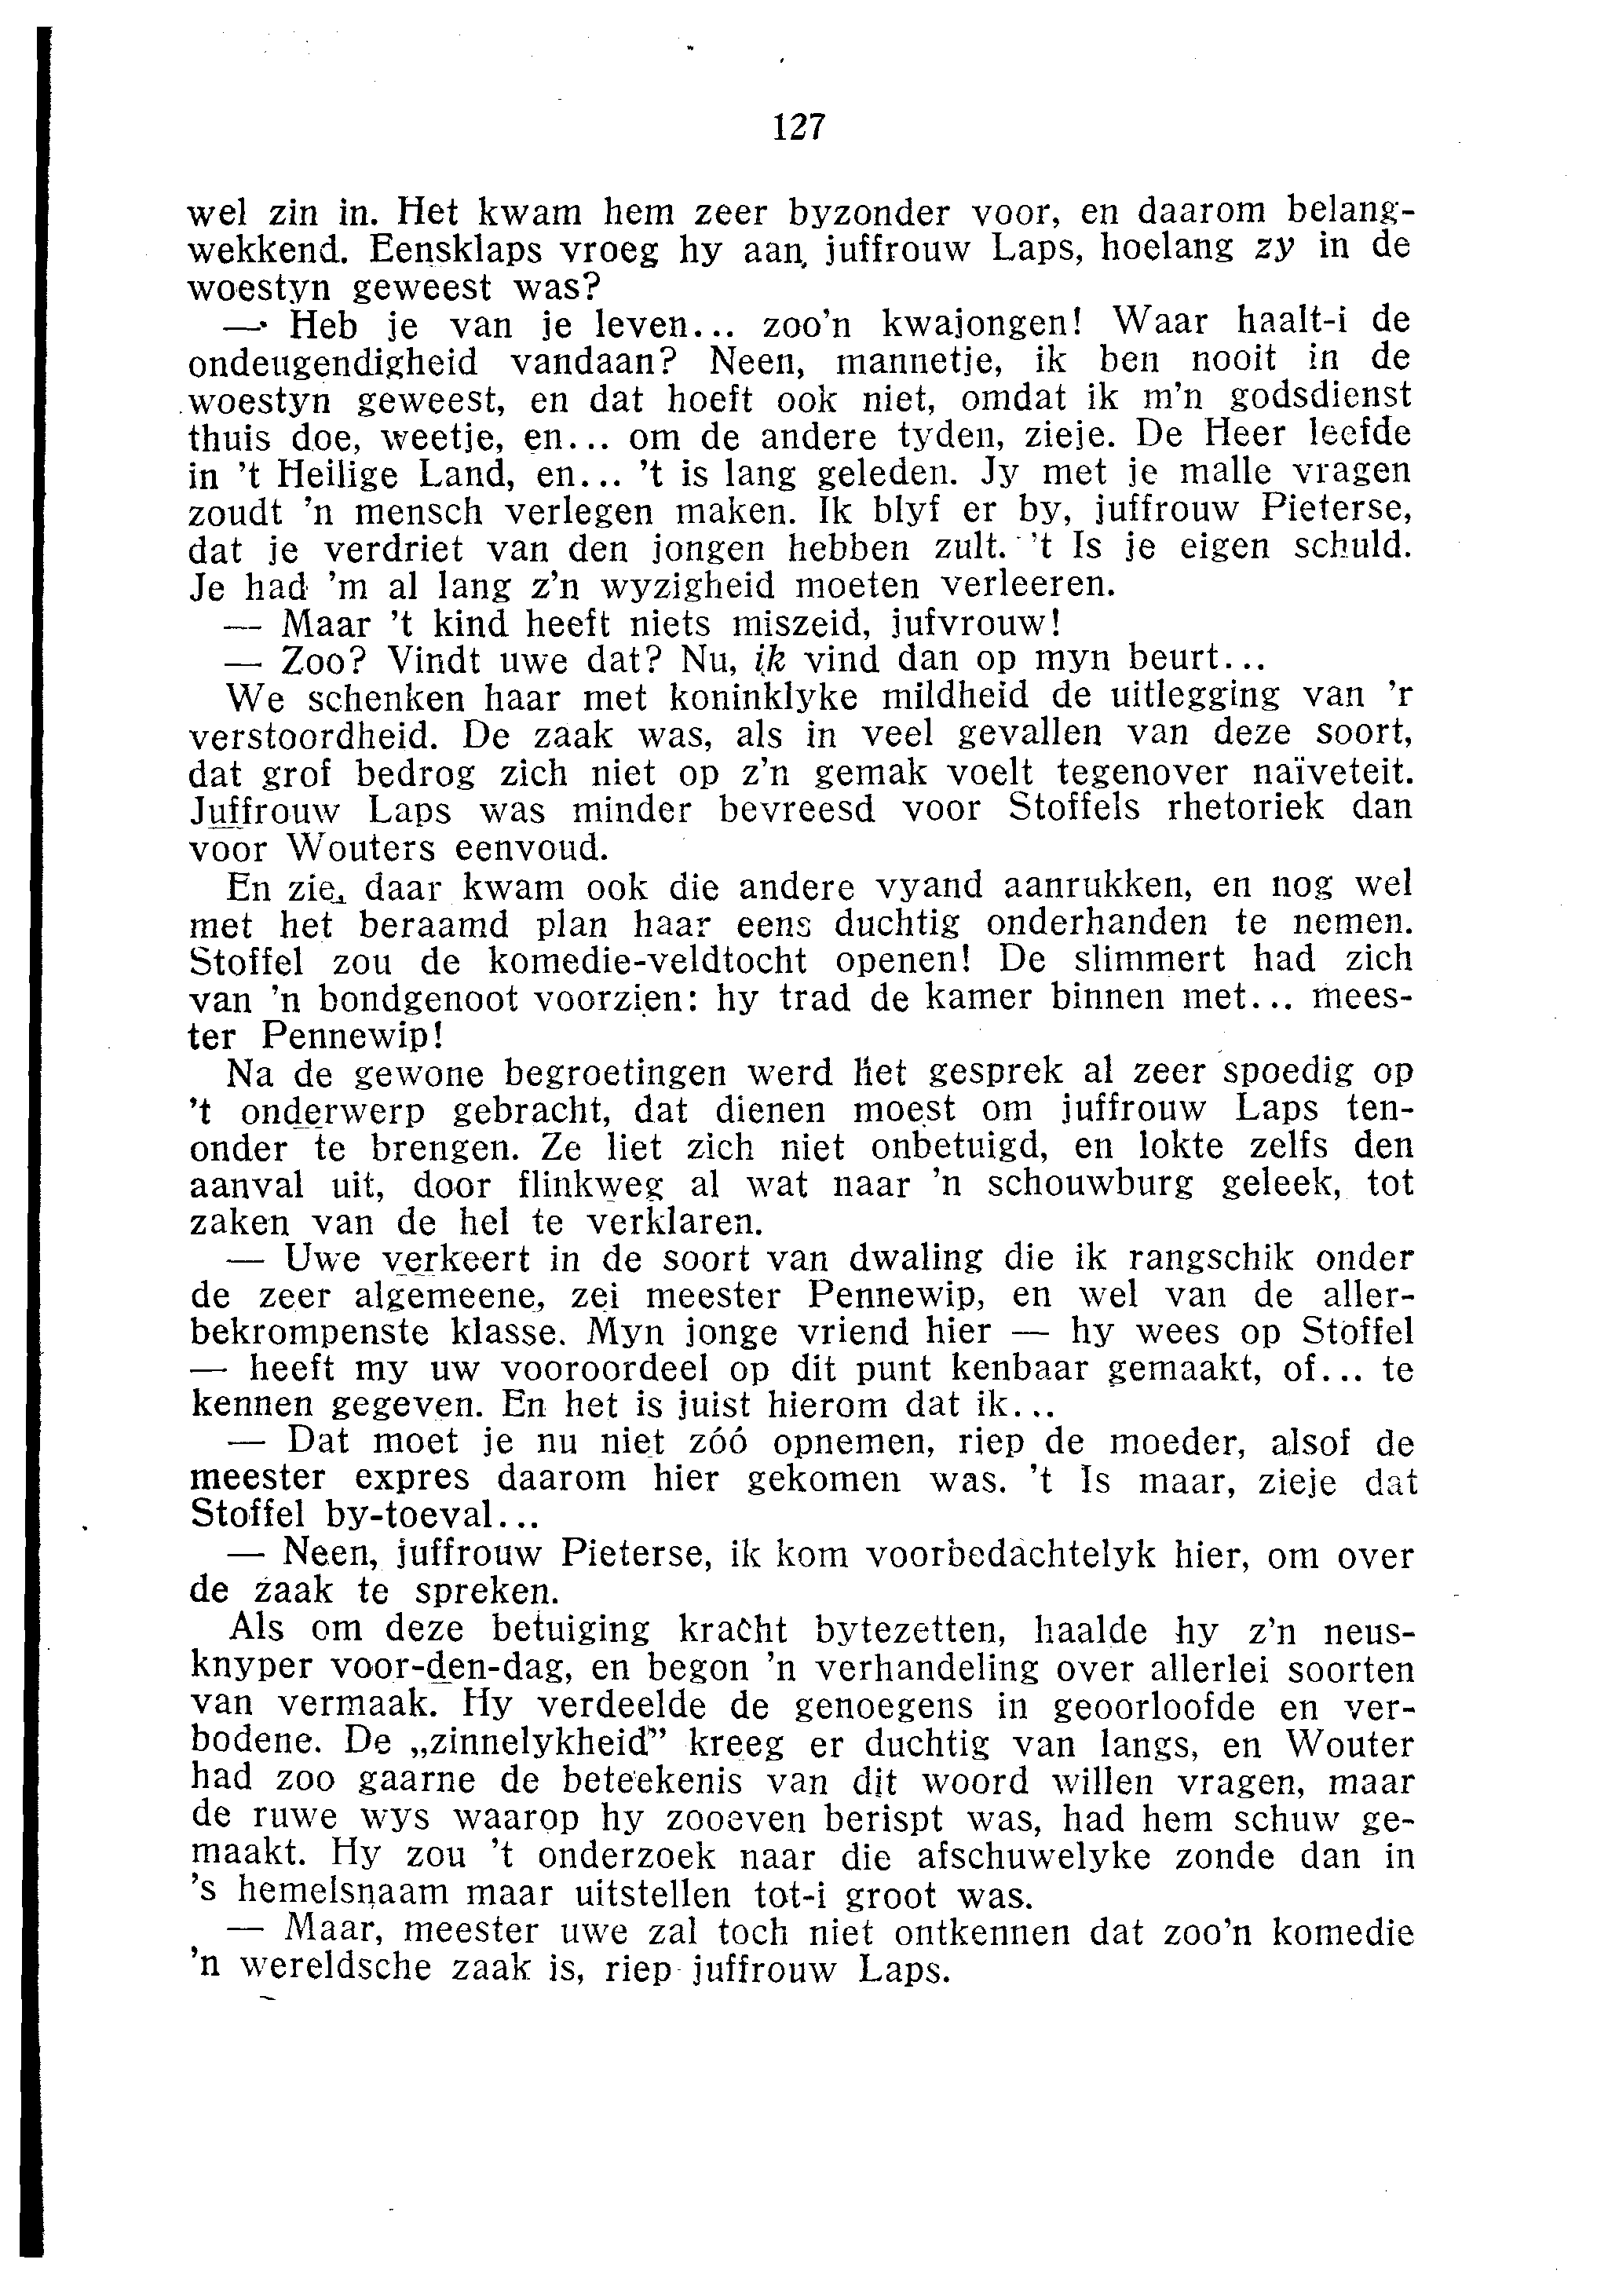 127
wel zin in. Het kwam hem zeer byzonder voor, en daarom belang-
wekkend. Eensklaps vroeg hy aan juffrouw Laps, hoelang zy in de
woestyn geweest was?
— Heb je van je leven... zoo'n kwajongen! Waar haalt-i de
ondeugendigheid vandaan? Neen, mannetje, ik ben nooit in de
woestyn geweest, en dat hoeft ook niet, omdat ik m'n godsdienst
thuis doe, weetje, en... om de andere tyden, zieje. De Heer leefde
in 't Heilige Land, en... 't is lang geleden. Jy met je malle vragen
zoudt 'n mensch verlegen maken. Ik blyf er by, juffrouw Pieterse,
dat je verdriet van den jongen hebben zult. 't Is je eigen schuld.
Je had 'm al lang z'n wyzigheid moeten verleeren.
— Maar 't kind heeft niets miszeid, jufvrouw!
— Zoo? Vindt uwe dat? Nu, ik vind dan op myn beurt...
We schenken haar met koninklyke mildheid de uitlegging van 'r
verstoordheid. De zaak was, als in veel gevallen van deze soort,
dat grof bedrog zich niet op z'n gemak voelt tegenover naïveteit.
Juffrouw Laps was minder bevreesd voor Stoffels rhetoriek dan
voor Wouters eenvoud.
En zie, daar kwam ook die andere vyand aanrukken, en nog wel
met het beraamd plan haar eens duchtig onderhanden te nemen.
Stoffel zou de komedie-veldtocht openen! De slimmert had zich
van 'n bondgenoot voorzien: hy trad de kamer binnen met... mees-
ter Pennewip!
Na de gewone begroetingen werd het gesprek al zeer spoedig op
't onderwerp gebracht, dat dienen moest om juffrouw Laps ten-
onder te brengen. Ze liet zich niet onbetuigd, en lokte zelfs den
aanval uit, door flinkweg al wat naar 'n schouwburg geleek, tot
zaken van de hel te verklaren.
— Uwe verkeert in de soort van dwaling die ik rangschik onder
de zeer algemeene, zei meester Pennewip, en wel van de aller-
bekrompenste klasse. Myn jonge vriend hier — hy wees op Stoffel
— heeft my uw vooroordeel op dit punt kenbaar gemaakt, of... te
kennen gegeven. En het is juist hierom dat ik...
— Dat moet je nu niet zóó opnemen, riep de moeder, alsof de
meester expres daarom hier gekomen was. 't Is maar, zieje dat
Stoffel by-toeval...
— Neen, juffrouw Pieterse, ik kom voorbedachtelyk hier, om over
de zaak te spreken.
Als om deze betuiging kracht bytezetten, haalde hy z'n neus-
knyper voor-den-dag, en begon 'n verhandeling over allerlei soorten
van vermaak. Hy verdeelde de genoegens in geoorloofde en ver-
bodene. De „zinnelykheid” kreeg er duchtig van langs, en Wouter
had zoo gaarne de beteekenis van dit woord willen vragen, maar
de ruwe wys waarop hy zooeven berispt was, had hem schuw ge-
maakt. Hy zou 't onderzoek naar die afschuwelyke zonde dan in
's hemelsnaam maar uitstellen tot-i groot was.
— Maar, meester uwe zal toch niet ontkennen dat zoo'n komedie
'n wereldsche zaak is, riep juffrouw Laps.